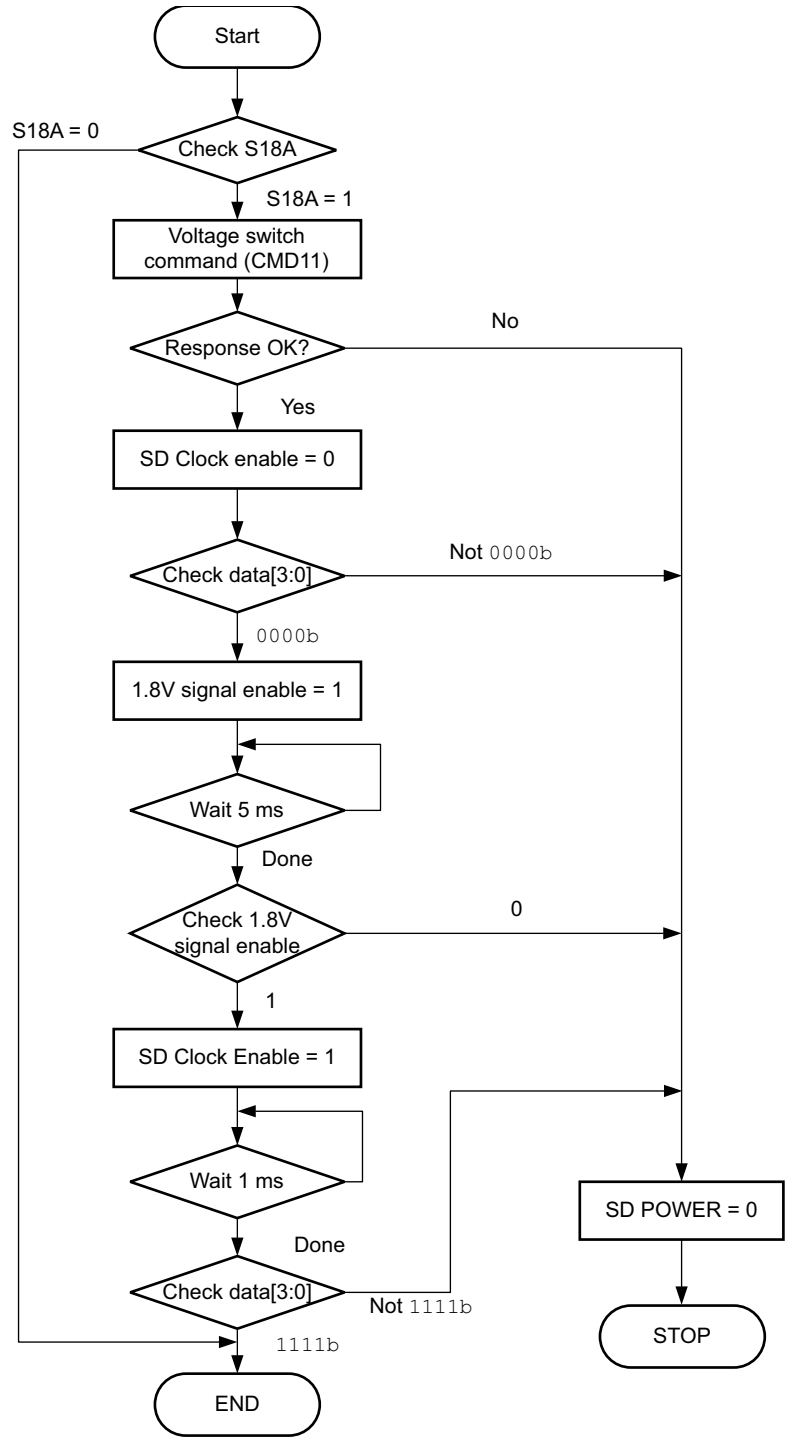 Start
S18A = 0
Check S18A
S18A = 1
Voltage switch
command (CMD11)
No
Response OK?
Yes
SD Clock enable = 0
Not 0000b
Check data[3:0]
0000b
1.8V signal enable = 1
Wait 5 ms
Done
Check 1.8V
signal enable
0
1
SD Clock Enable = 1
Wait 1 ms
SD POWER = 0
Done
Check data[3:0]
Not 1111b
STOP
1111b
END